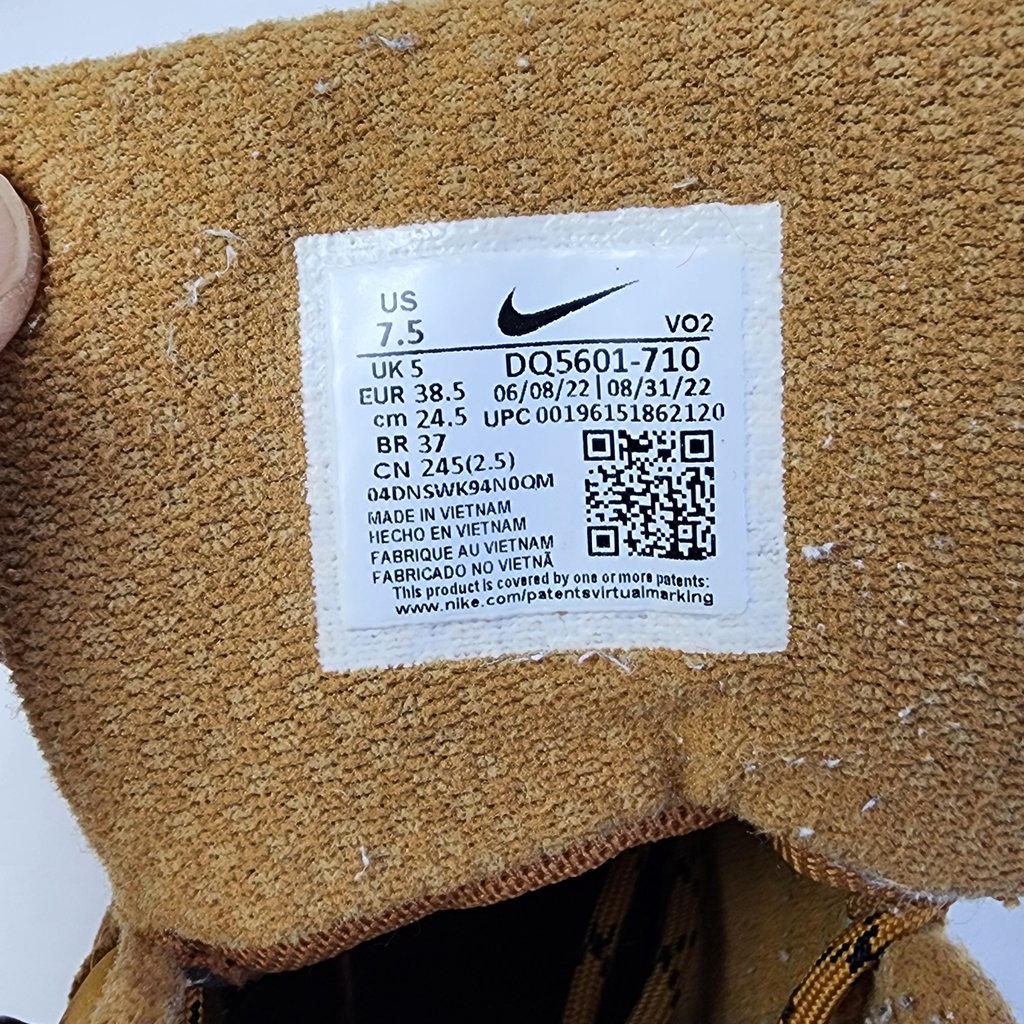 US
7.5 VO2
UK 5 DQ5601-710
EUR 38.5 06/08/22 | 08/31/22
cm 24.5 UPC 00196151862120
BR 37
CN 245(2.5)
04DNSWK94N0QM
MADE IN VIETNAM
HECHO EN VIETNAM
FABRIQUE AU VIETNAM
FABRICADO NO VIETNÃ
This product is covered by one or more patents:
www.nike.com/patentsvirtualmarking